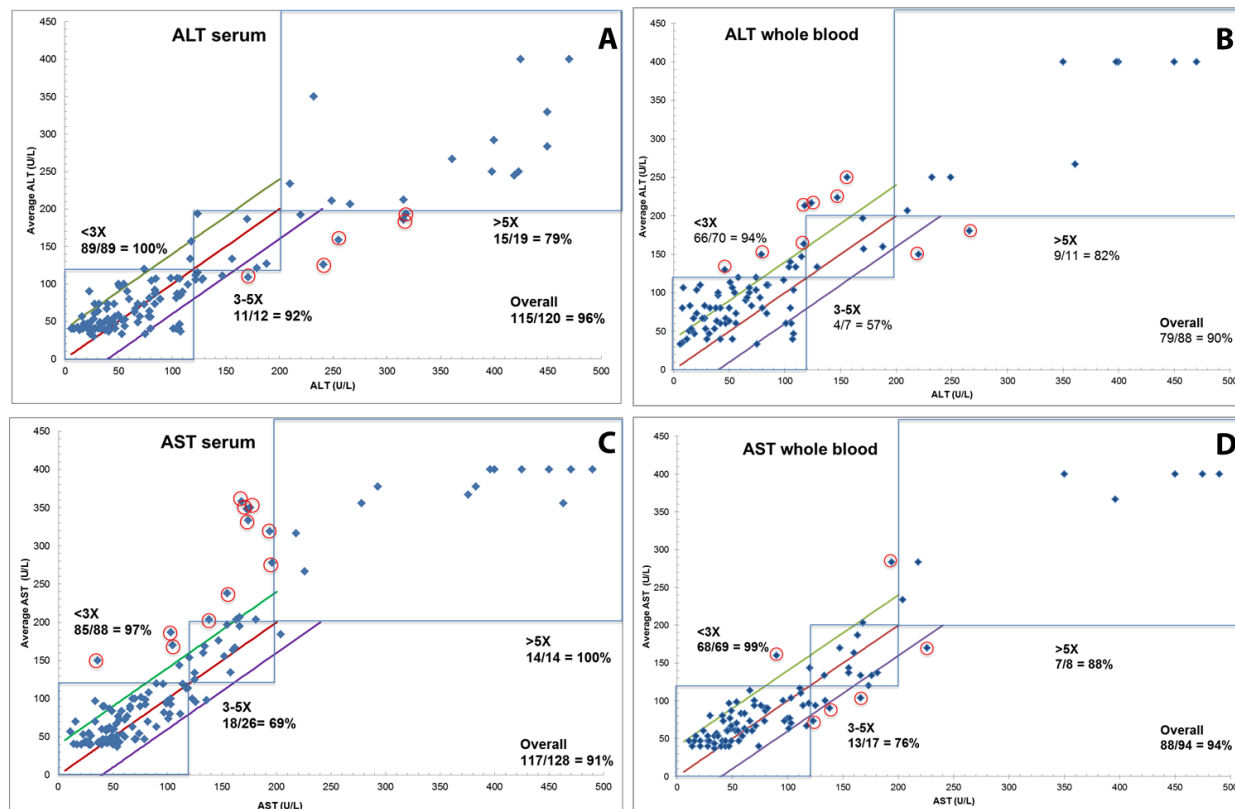 ALT serum
A
Average ALT (U/L)
450
400
350
300
250
200
150
100
50
0
<3X
89/89 = 100%
3-5X
11/12 = 92%
>5X
15/19 = 79%
Overall
115/120 = 96%
0 50 100 150 200 250 300 350 400 450 500
ALT (U/L)
ALT whole blood
B
Average ALT (U/L)
450
400
350
300
250
200
150
100
50
0
<3X
66/70 = 94%
3-5X
4/7 = 57%
>5X
9/11 = 82%
Overall
79/88 = 90%
0 50 100 150 200 250 300 350 400 450 500
ALT (U/L)
AST serum
C
Average AST (U/L)
450
400
350
300
250
200
150
100
50
0
<3X
85/88 = 97%
3-5X
18/26= 69%
>5X
14/14 = 100%
Overall
117/128 = 91%
0 50 100 150 200 250 300 350 400 450 500
AST (U/L)
AST whole blood
D
Average AST (U/L)
450
400
350
300
250
200
150
100
50
0
<3X
68/69 = 99%
3-5X
13/17 = 76%
>5X
7/8 = 88%
Overall
88/94 = 94%
0 50 100 150 200 250 300 350 400 450 500
AST (U/L)